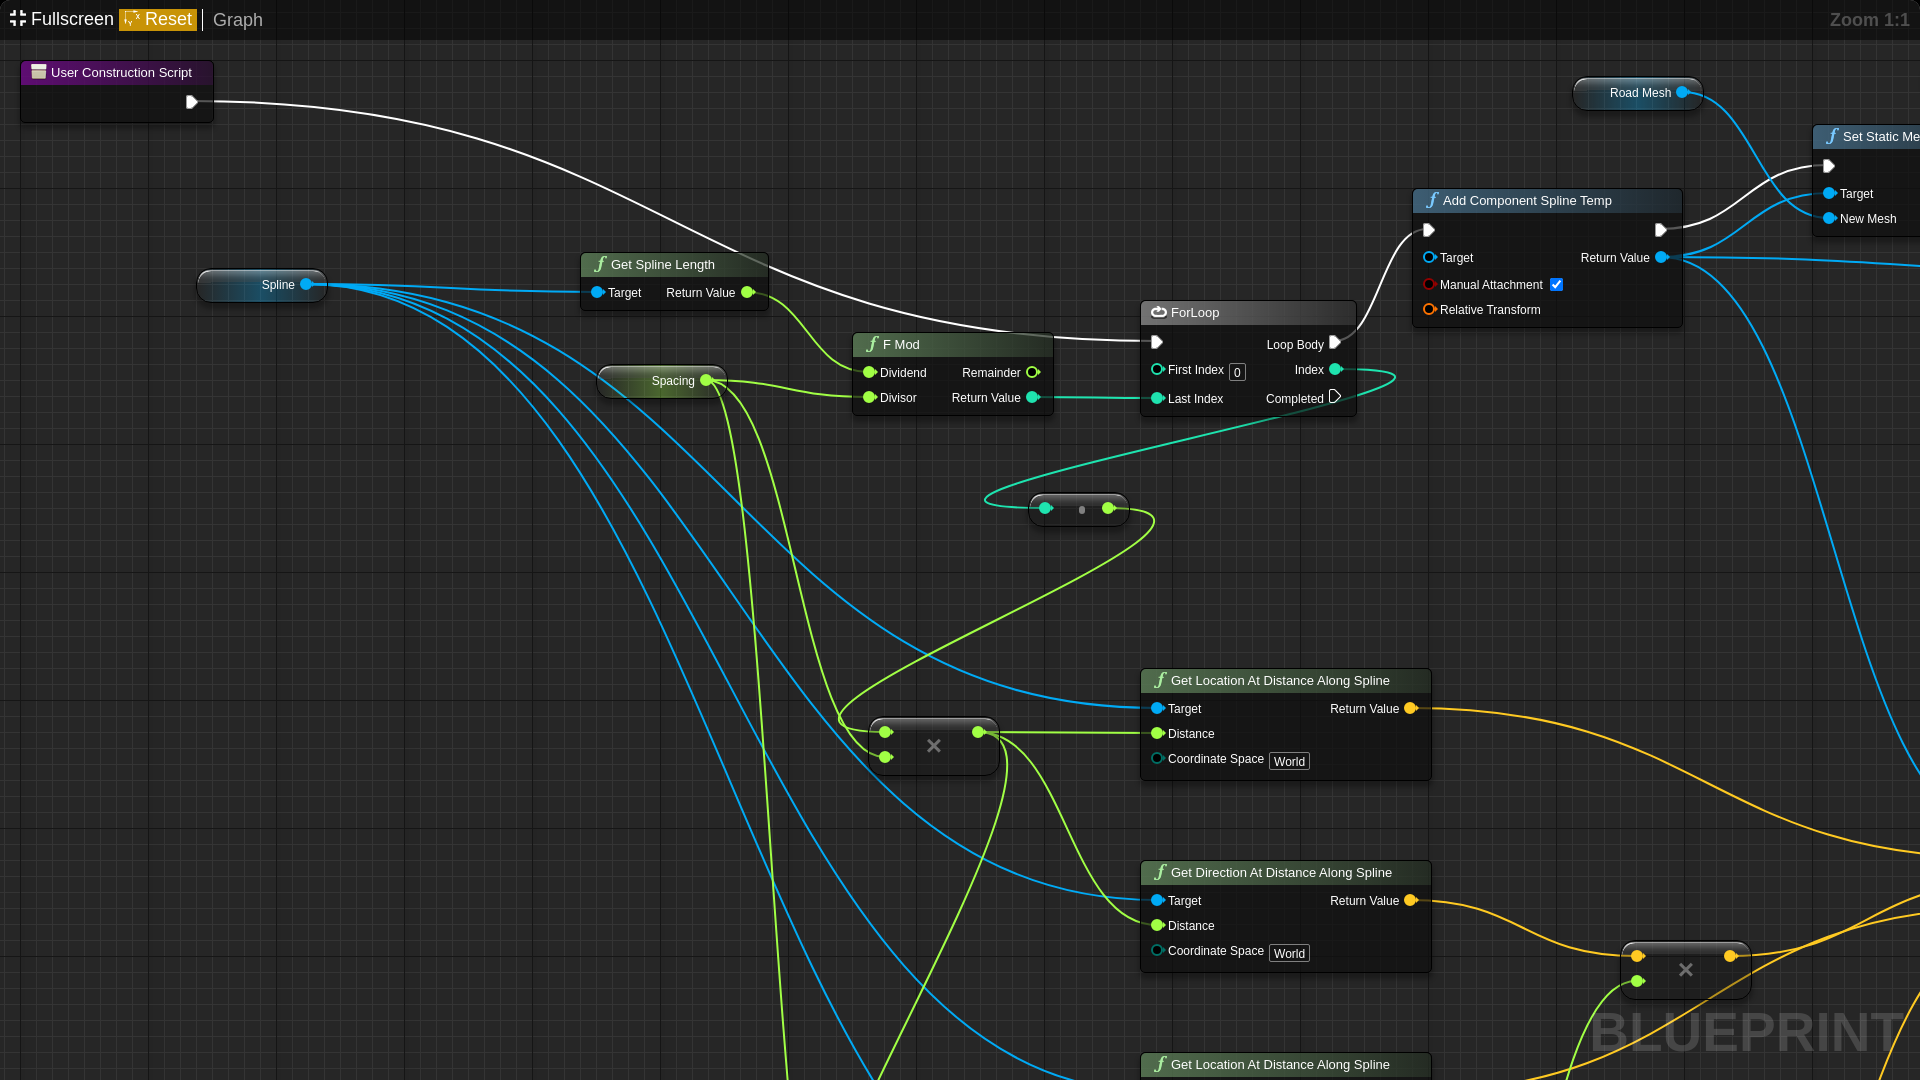 Fullscreen Reset Graph Zoom 1:1
User Construction Script
Road Mesh
Set Static Me
Target
New Mesh
Add Component Spline Temp
Target Return Value
Manual Attachment
Relative Transform
Spline
Get Spline Length
Target Return Value
ForLoop
Loop Body
First Index 0 Index
Last Index Completed
F Mod
Dividend Remainder
Divisor Return Value
Spacing
Get Location At Distance Along Spline
Target Return Value
Distance
Coordinate Space World
Get Direction At Distance Along Spline
Target Return Value
Distance
Coordinate Space World
BLUEPRINT
Get Location At Distance Along Spline